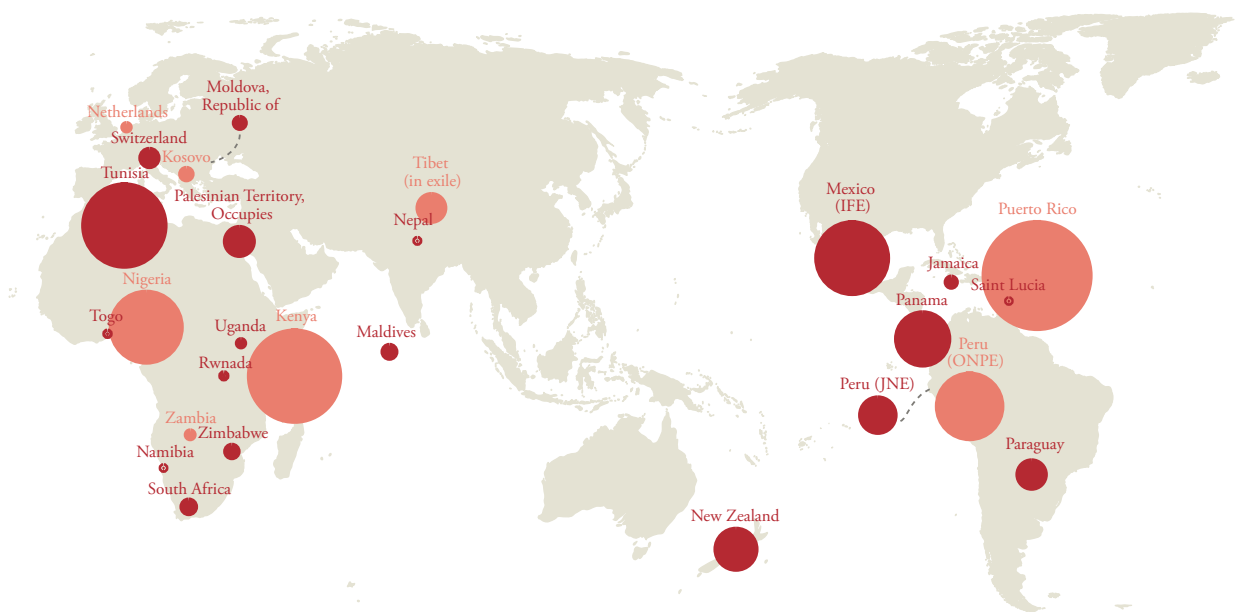 Moldova,
Republic of
Netherlands
Switzerland
Kosovo
Tunisia
Palesinian Territory,
Occupies
Tibet
(in exile)
Nepal
Mexico
(IFE)
Puerto Rico
Jamaica
Saint Lucia
Panama
Nigeria
Togo
Kenya
Uganda
Maldives
Rwnada
Peru
(ONPE)
Peru (JNE)
Zambia
Zimbabwe
Namibia
Paraguay
South Africa
New Zealand